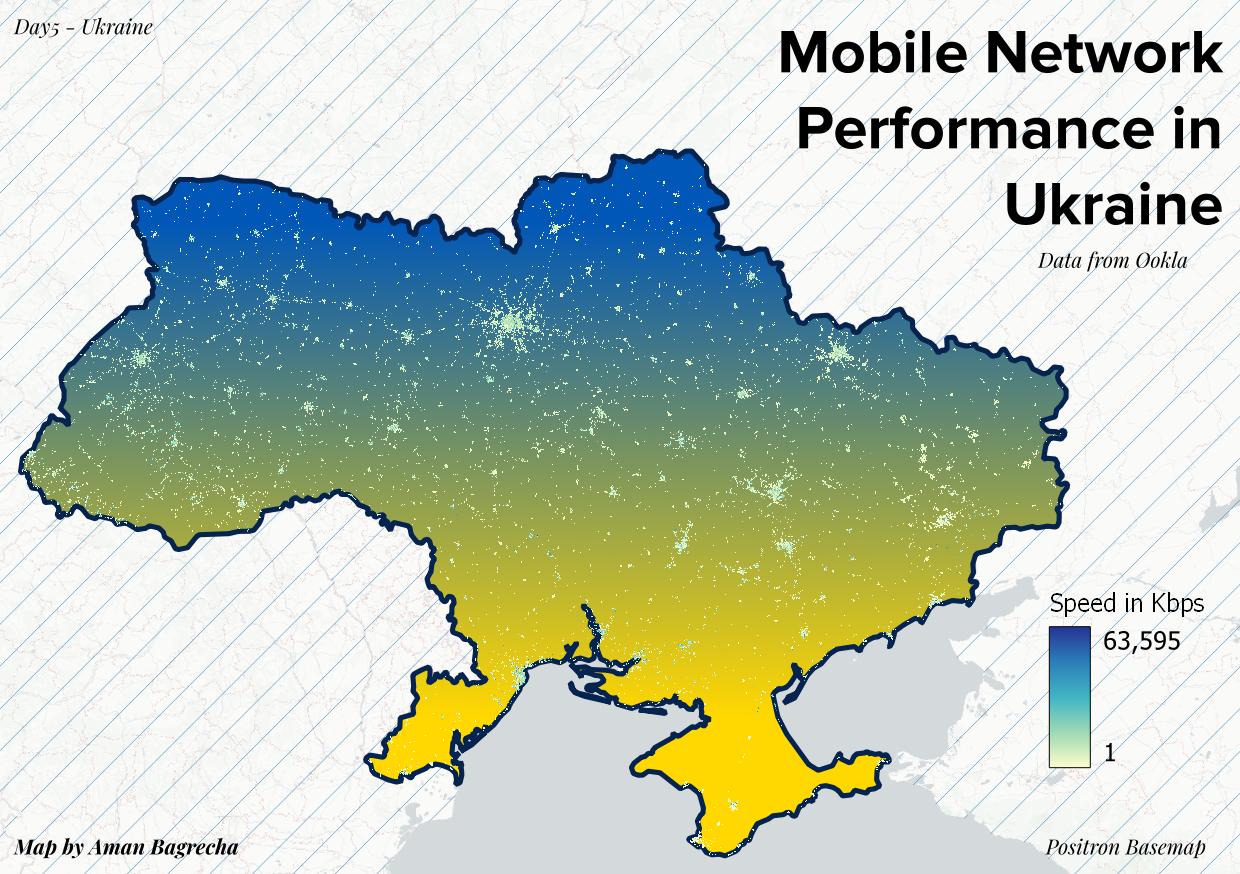 Day5 - Ukraine
Mobile Network
Performance in
Ukraine
Data from Ookla
Speed in Kbps
63,595
1
Map by Aman Bagrecha
Positron Basemap